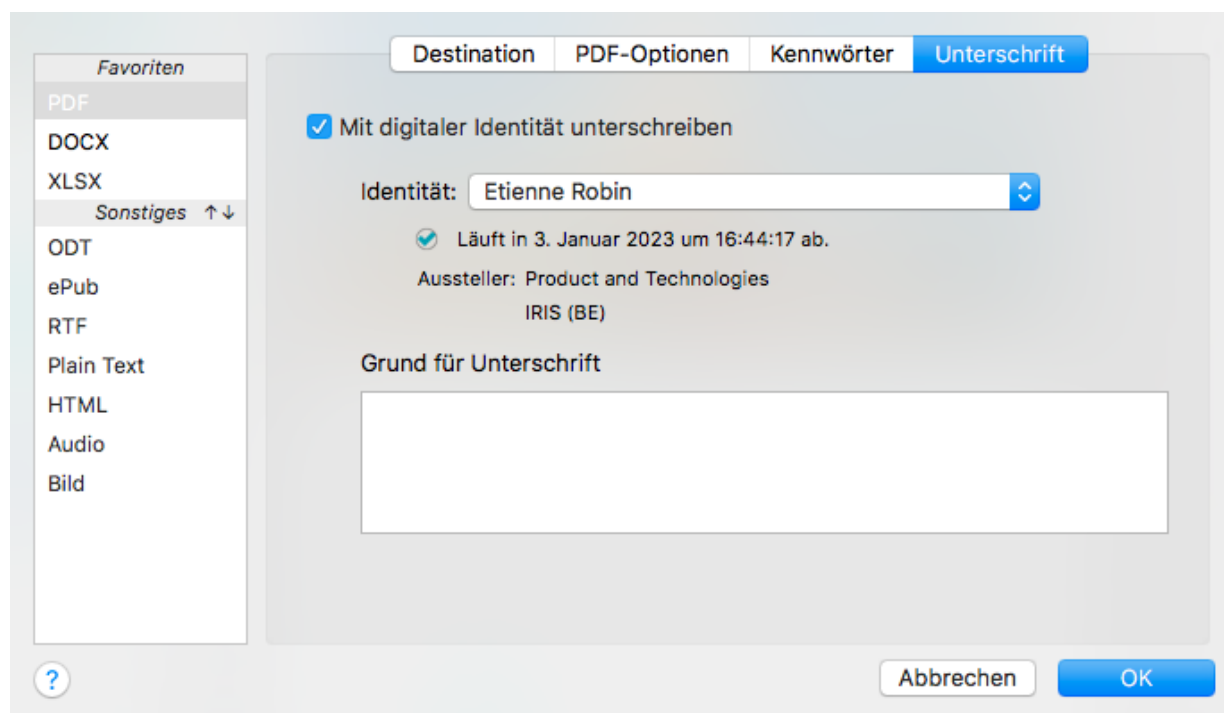 Destination PDF-Optionen Kennwörter Unterschrift
Favoriten
PDF
DOCX
XLSX
Sonstiges ↑↓
ODT
ePub
RTF
Plain Text
HTML
Audio
Bild
Mit digitaler Identität unterschreiben
Identität: Etienne Robin
Läuft in 3. Januar 2023 um 16:44:17 ab.
Aussteller: Product and Technologies
IRIS (BE)
Grund für Unterschrift
?
Abbrechen OK